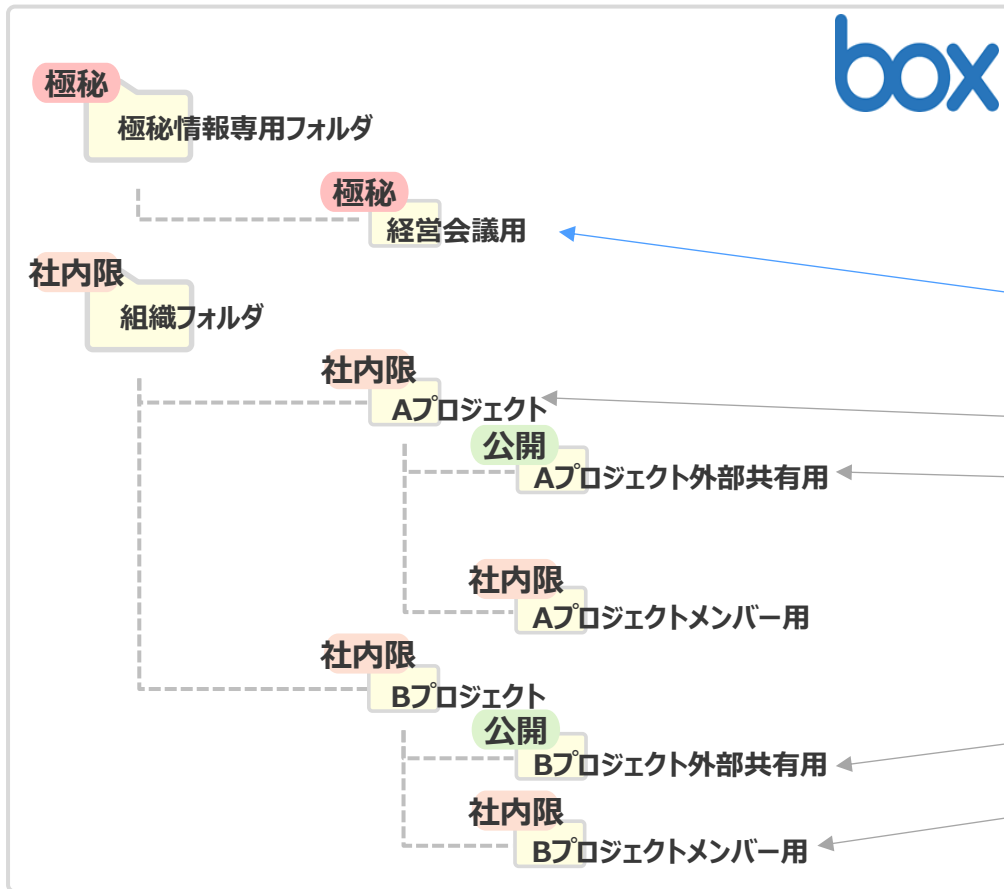 box
極秘
極秘情報専用フォルダ
極秘
経営会議用
社内限
組織フォルダ
社内限
Aプロジェクト
公開
Aプロジェクト外部共有用
社内限
Aプロジェクトメンバー用
社内限
Bプロジェクト
公開
Bプロジェクト外部共有用
社内限
Bプロジェクトメンバー用